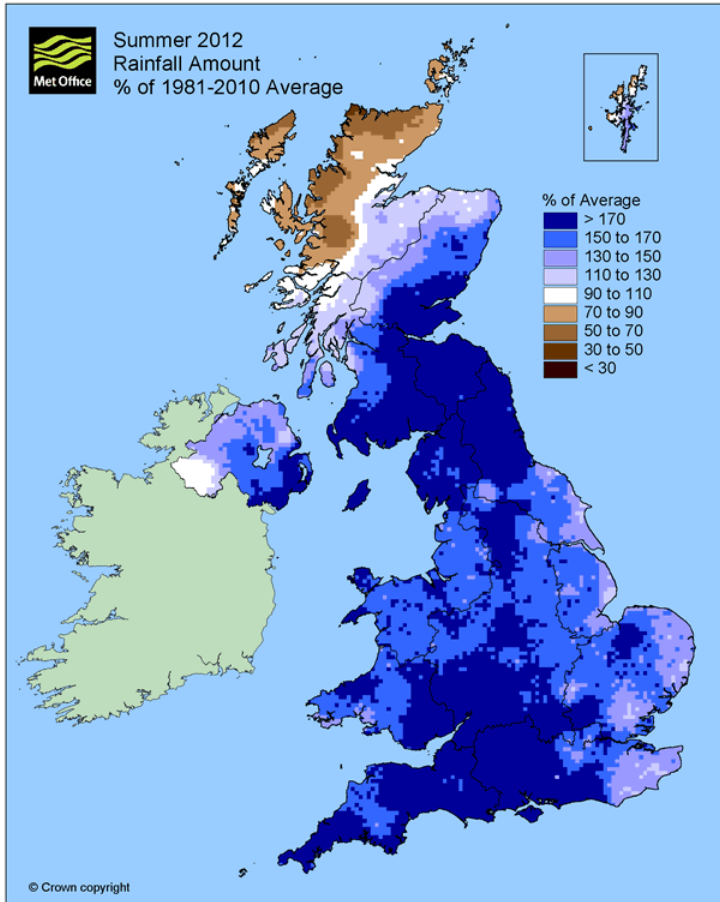 Met Office
Summer 2012
Rainfall Amount
% of 1981-2010 Average
% of Average
> 170
150 to 170
130 to 150
110 to 130
90 to 110
70 to 90
50 to 70
30 to 50
< 30
© Crown copyright